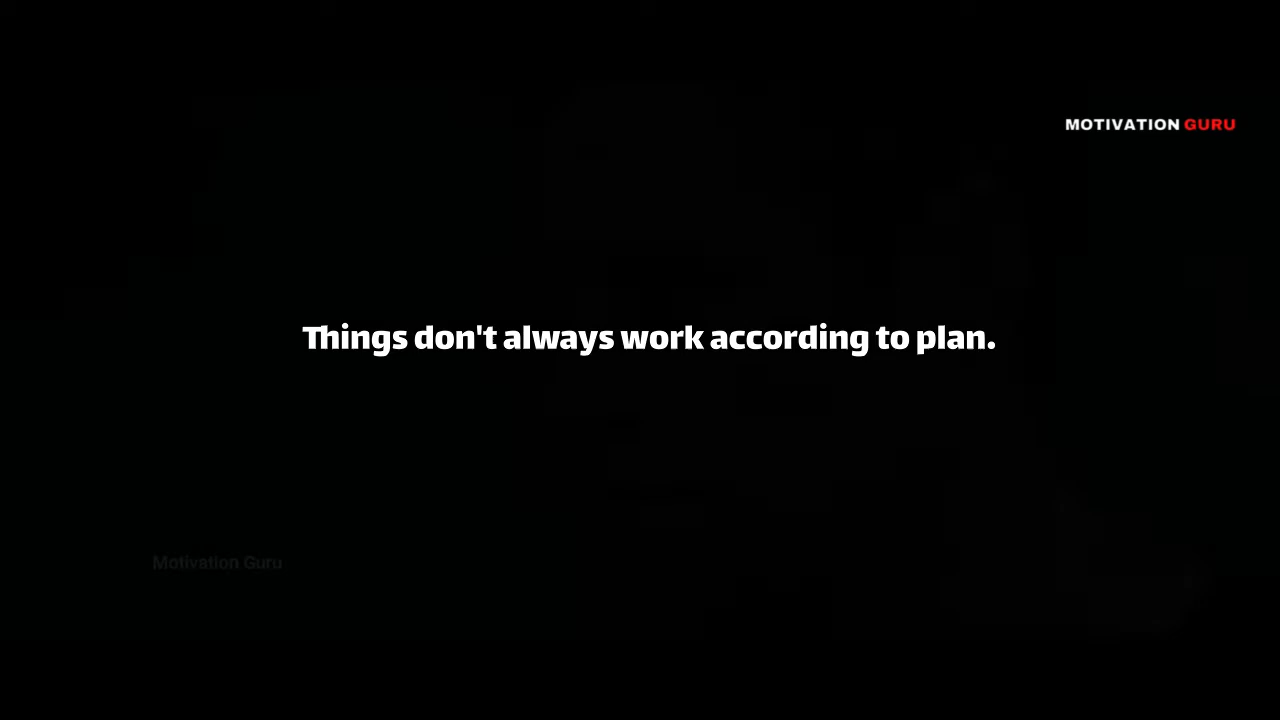 MOTIVATION GURU
Things don't always work according to plan.
Motivation Guru